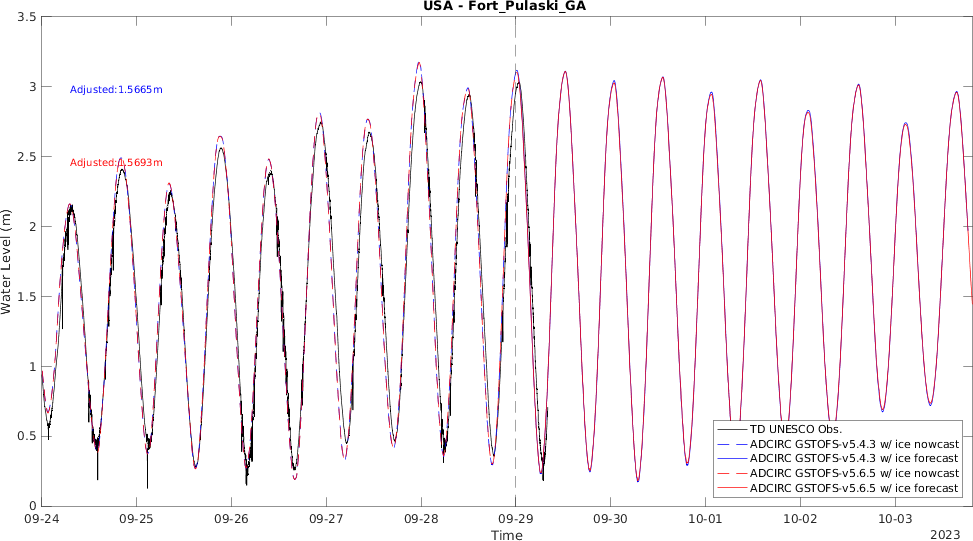 USA - Fort_Pulaski_GA
3.5
3
2.5
2
1.5
1
0.5
0
Water Level (m)
Adjusted:1.5665m
Adjusted:1.5693m
TD UNESCO Obs.
ADCIRC GSTOFS-v5.4.3 w/ ice nowcast
ADCIRC GSTOFS-v5.4.3 w/ ice forecast
ADCIRC GSTOFS-v5.6.5 w/ ice nowcast
ADCIRC GSTOFS-v5.6.5 w/ ice forecast
09-24 09-25 09-26 09-27 09-28 09-29 09-30 10-01 10-02 10-03
Time
2023